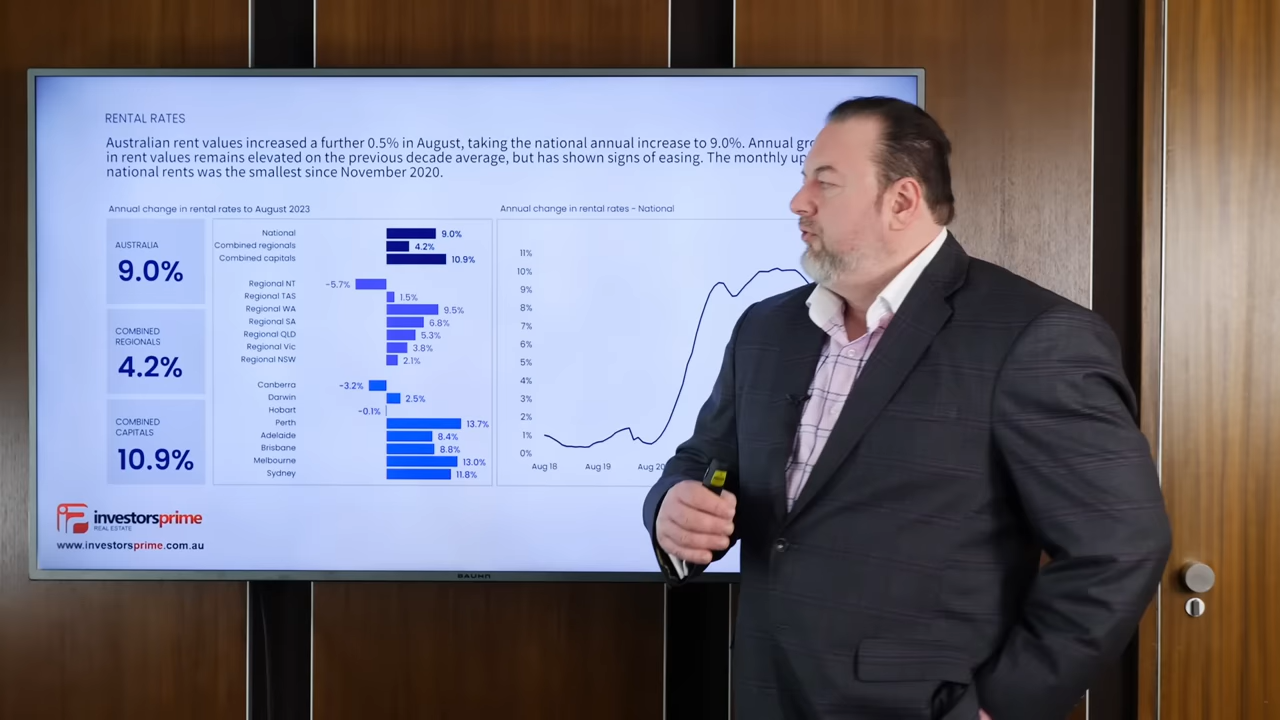 RENTAL RATES
Australian rent values increased a further 0.5% in August, taking the national annual increase to 9.0%. Annual
in rent values remains elevated on the previous decade average, but has shown signs of easing. The monthly
national rents was the smallest since November 2020.
Annual change in rental rates to August 2023
AUSTRALIA
9.0%
COMBINED
REGIONALS
4.2%
COMBINED
CAPITALS
10.9%
National 9.0%
Combined regionals 4.2%
Combined capitals 10.9%
Regional NT -5.7%
Regional TAS 1.5%
Regional WA 9.5%
Regional SA 6.8%
Regional QLD 5.3%
Regional Vic 3.8%
Regional NSW 2.1%
Canberra -3.2%
Darwin 2.5%
Hobart -0.1%
Perth 13.7%
Adelaide 8.4%
Brisbane 8.8%
Melbourne 13.0%
Sydney 11.8%
Annual change in rental rates - National
11%
10%
9%
8%
7%
6%
5%
4%
3%
2%
1%
0%
Aug 18 Aug 19 Aug 20
investorsprime
REAL ESTATE
www.investorsprime.com.au
BAUHN